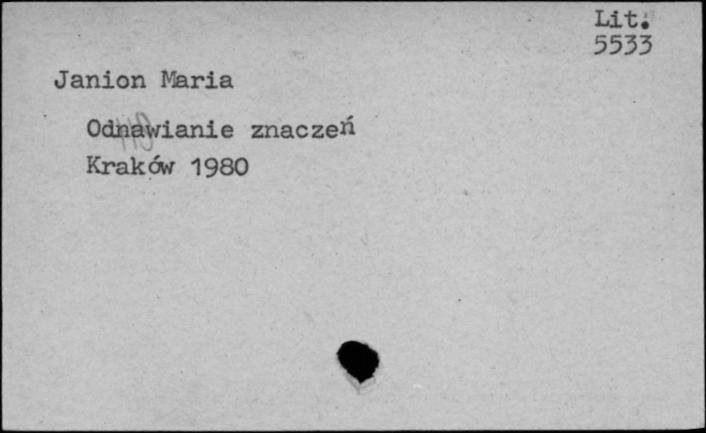 Lit.
5533
Janion Maria
Odnawianie znaczeń
Kraków 1980